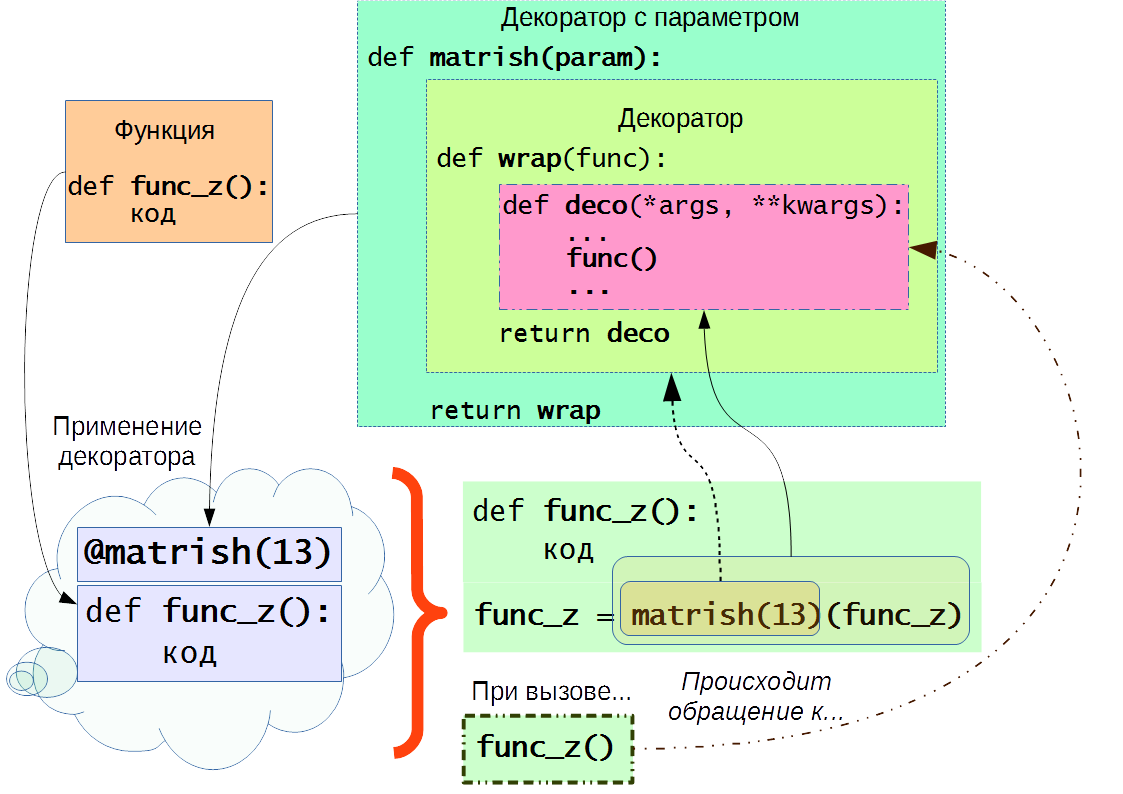 Декоратор с параметром
def matrish(param):
Декоратор
def wrap(func):
def deco(*args, **kwargs):
...
func()
...
return deco
return wrap
Функция
def func_z():
код
Применение
декоратора
@matrish(13)
def func_z():
код
def func_z():
код
func_z = matrish(13)(func_z)
При вызове...
func_z()
Происходит
обращение к...